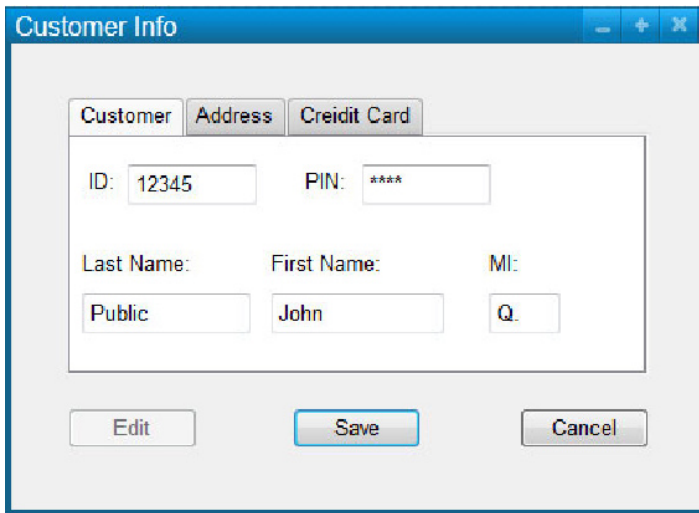 Customer Info
Customer Address Creidit Card
ID: 12345 PIN: ****
Last Name: First Name: MI:
Public John Q.
Edit Save Cancel